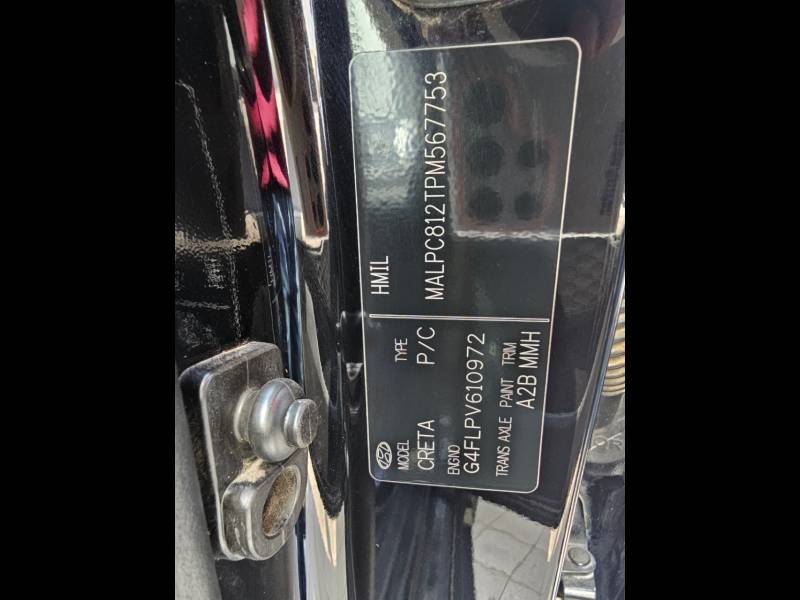 MODEL TYPE HMIL
CRETA P/C
ENGNO MALPC812TPM567753
G4FLPV610972
TRANS AXLE PAINT TRIM
A2B MMH